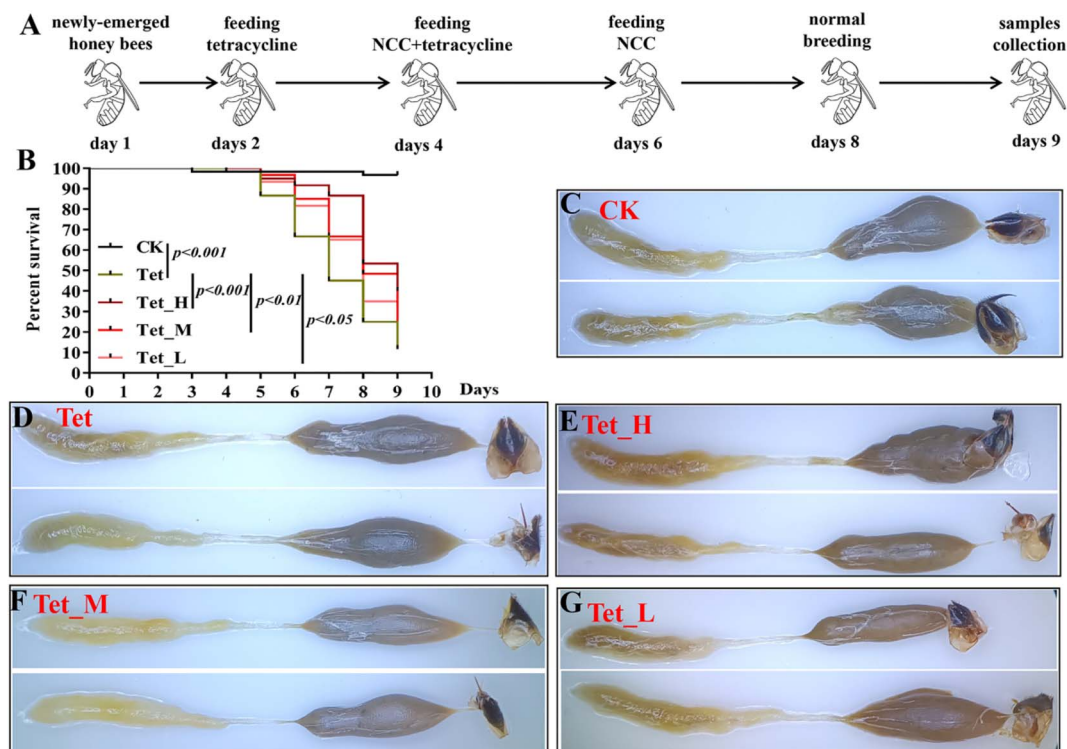 A
newly-emerged
honey bees
feeding
tetracycline
feeding
NCC+tetracycline
feeding
NCC
normal
breeding
samples
collection
day 1
days 2
days 4
days 6
days 8
days 9
B
Percent survival
100
90
80
70
60
50
40
30
20
10
0
CK
Tet
Tet_H
Tet_M
Tet_L
p<0.001
p<0.001
p<0.01
p<0.05
0 1 2 3 4 5 6 7 8 9 10 Days
C CK
D Tet
E Tet_H
F Tet_M
G Tet_L